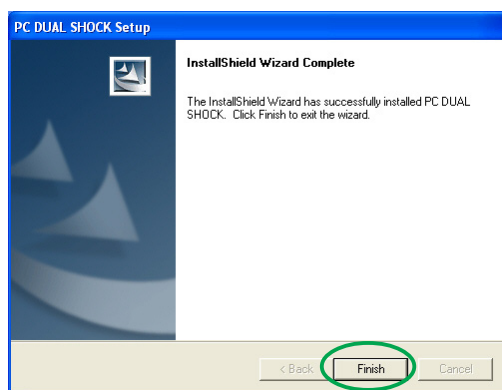 PC DUAL SHOCK Setup
InstallShield Wizard Complete
The InstallShield Wizard has successfully installed PC DUAL
SHOCK. Click Finish to exit the wizard.
< Back
Finish
Cancel